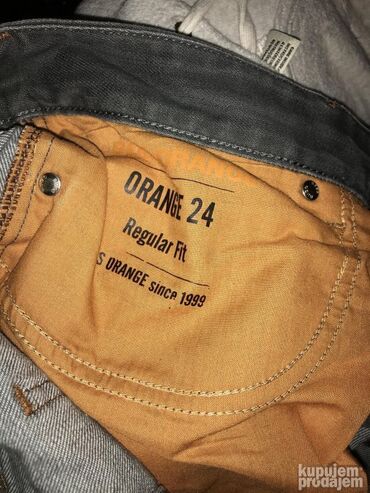 ORANGE 24
Regular Fit
S ORANGE since 1999
kupujem
prodajem